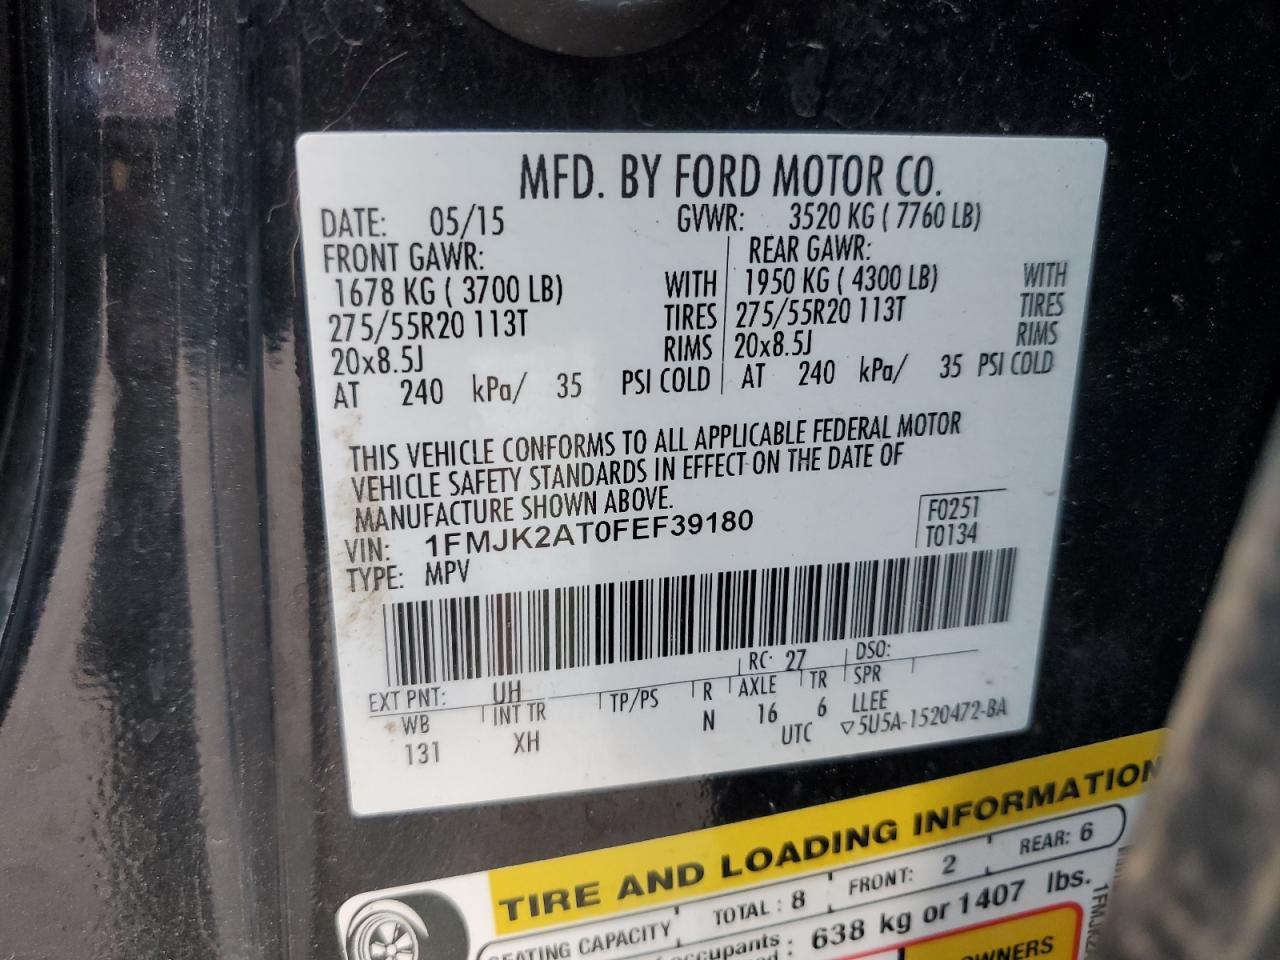 MFD. BY FORD MOTOR CO.
DATE: 05/15 GVWR: 3520 KG ( 7760 LB)
FRONT GAWR: REAR GAWR:
1678 KG ( 3700 LB) WITH 1950 KG ( 4300 LB) WITH
275/55R20 113T TIRES 275/55R20 113T TIRES
20x8.5J RIMS 20x8.5J RIMS
AT 240 kPa/ 35 PSI COLD AT 240 kPa/ 35 PSI COLD
THIS VEHICLE CONFORMS TO ALL APPLICABLE FEDERAL MOTOR
VEHICLE SAFETY STANDARDS IN EFFECT ON THE DATE OF
MANUFACTURE SHOWN ABOVE.
F0251
VIN: 1FMJK2AT0FEF39180
T0134
TYPE: MPV
RC: 27 DSO:
EXT PNT: UH
WB INT TR TP/PS R AXLE TR SPR
131 XH N 16 6 LLEE
UTC ▽5U5A-1520472-BA
TIRE AND LOADING INFORMATION
SEATING CAPACITY TOTAL : 8 FRONT: 2 REAR: 6
occupants : 638 kg or 1407 lbs.
OWNERS